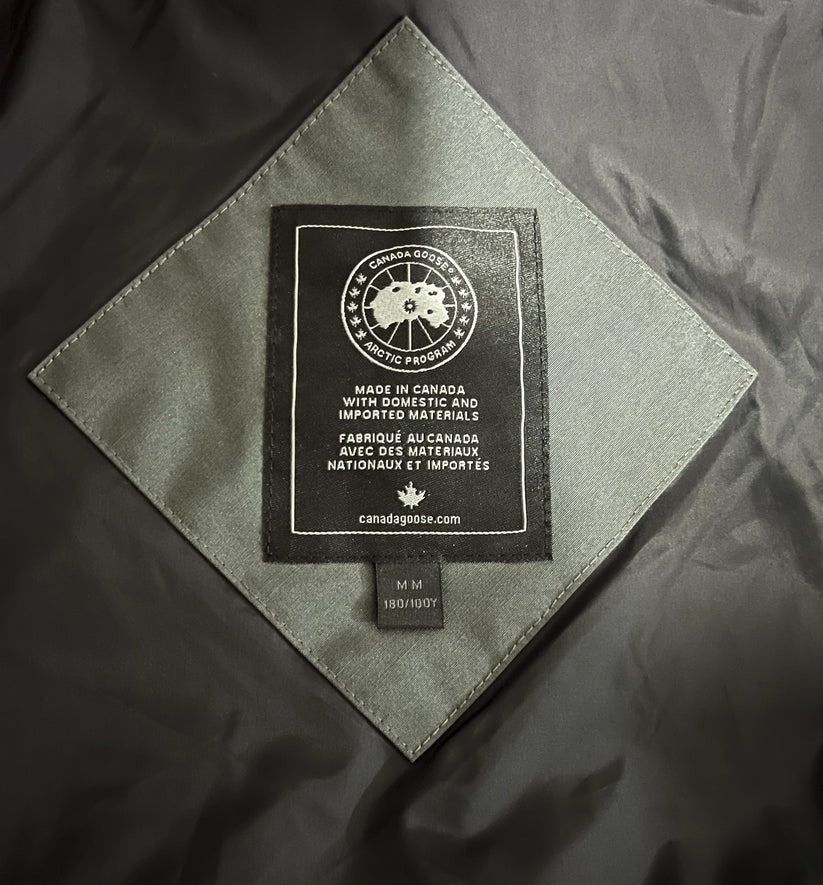 CANADA GOOSE®
ARCTIC PROGRAM
MADE IN CANADA
WITH DOMESTIC AND
IMPORTED MATERIALS
FABRIQUÉ AU CANADA
AVEC DES MATERIAUX
NATIONAUX ET IMPORTÉS
canadagoose.com
M M
180/100Y